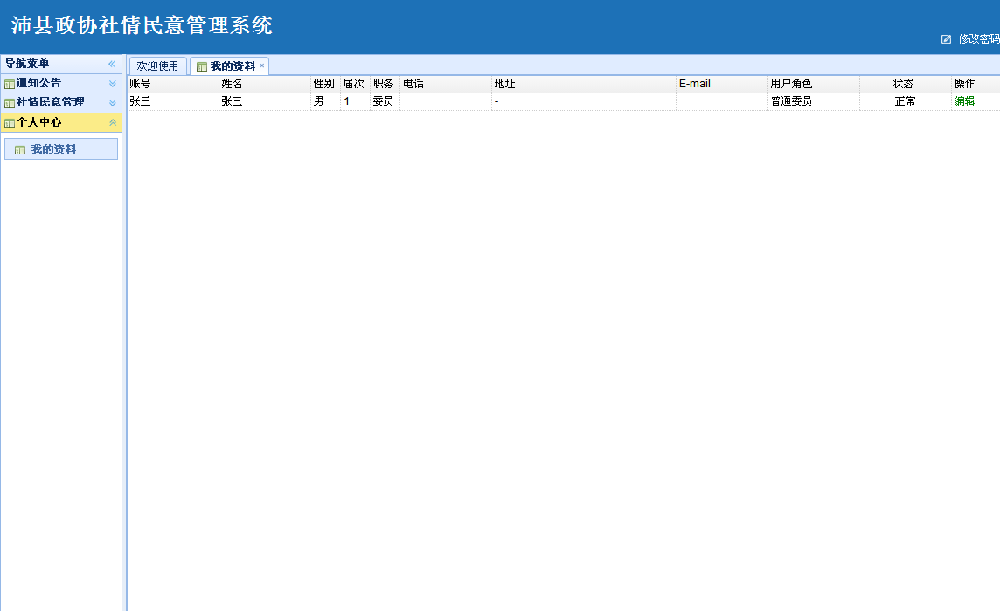 沛县政协社情民意管理系统
修改密码
导航菜单
通知公告
社情民意管理
个人中心
我的资料
欢迎使用 我的资料
账号 姓名 性别 届次 职务 电话 地址 E-mail 用户角色 状态 操作
张三 张三 男 1 委员 - 普通委员 正常 编辑